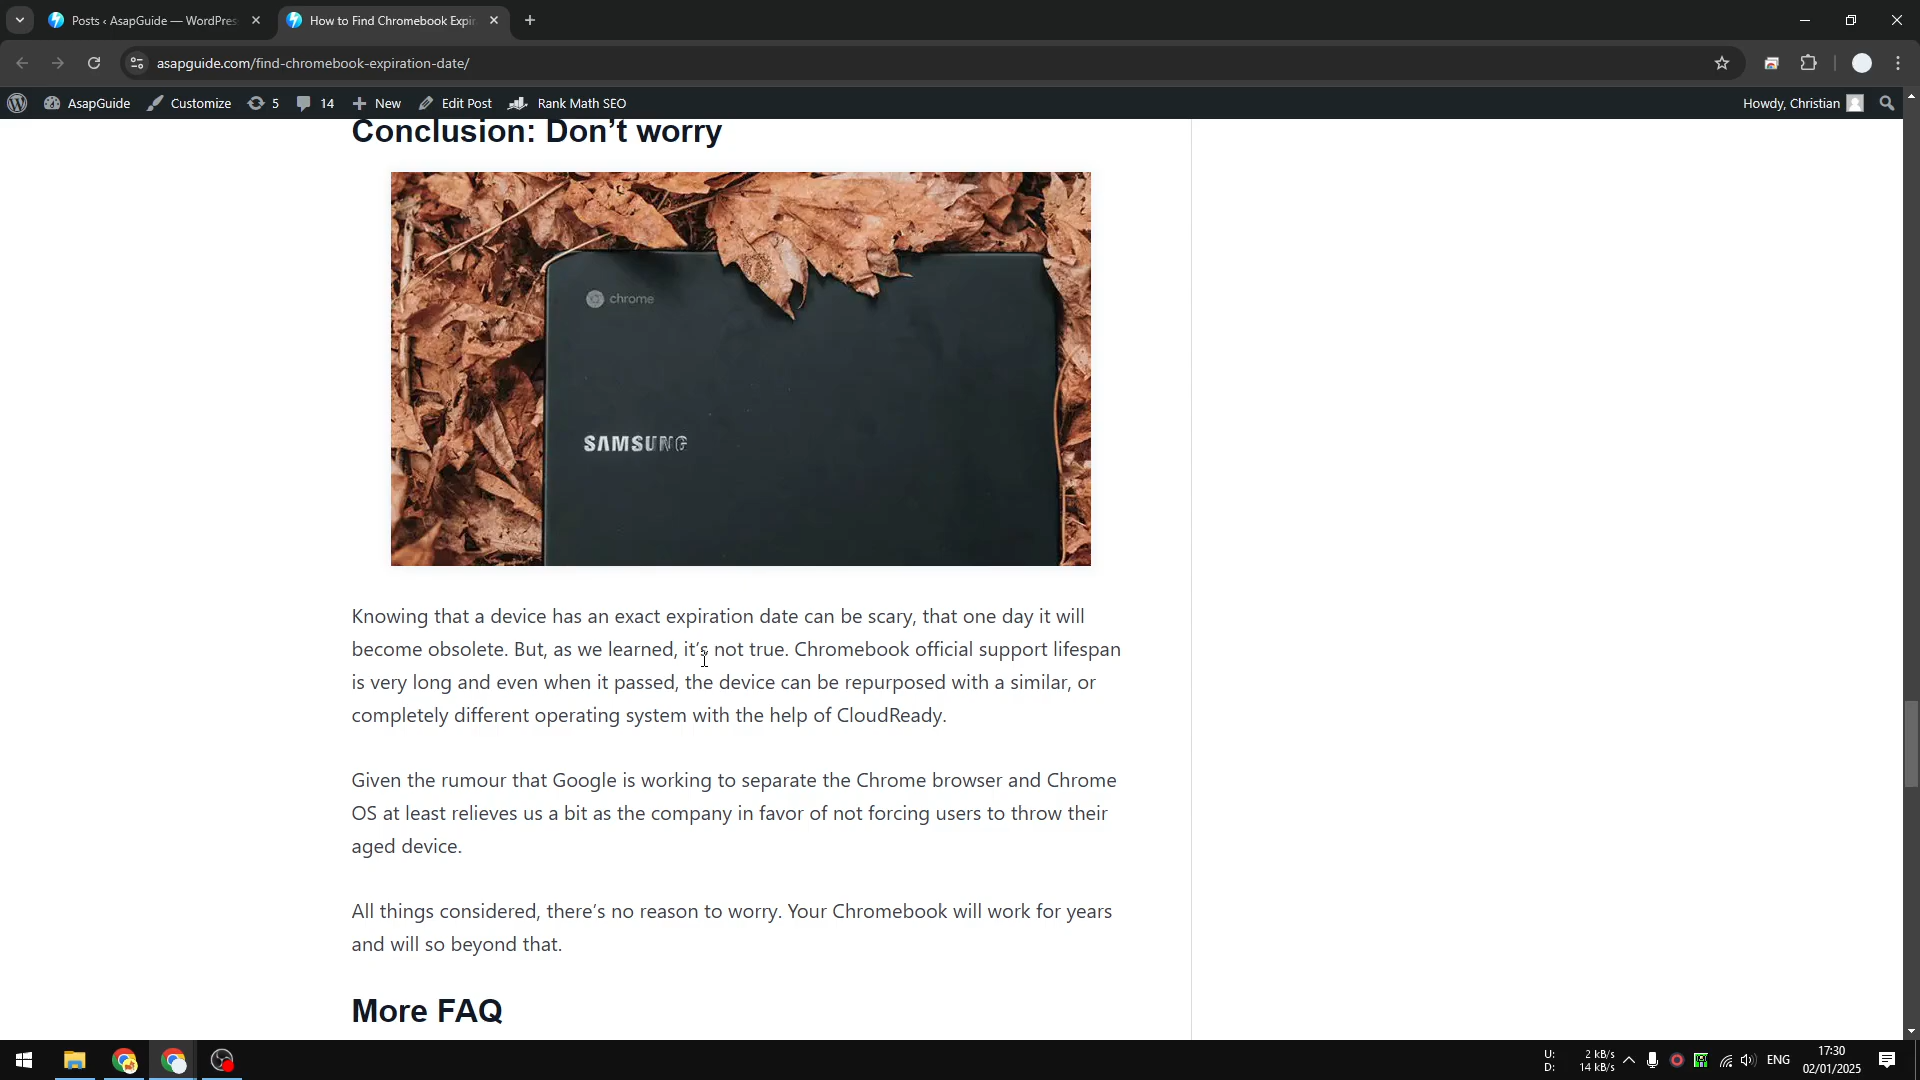 Posts ‹ AsapGuide — WordPres
How to Find Chromebook Expir
asapguide.com/find-chromebook-expiration-date/
AsapGuide
Customize
5
14
New
Edit Post
Rank Math SEO
Howdy, Christian
Conclusion: Don’t worry
chrome
SAMSUNG
Knowing that a device has an exact expiration date can be scary, that one day it will
become obsolete. But, as we learned, it’s not true. Chromebook official support lifespan
is very long and even when it passed, the device can be repurposed with a similar, or
completely different operating system with the help of CloudReady.
Given the rumour that Google is working to separate the Chrome browser and Chrome
OS at least relieves us a bit as the company in favor of not forcing users to throw their
aged device.
All things considered, there’s no reason to worry. Your Chromebook will work for years
and will so beyond that.
More FAQ
U: 2 kB/s
D: 14 kB/s
ENG
17:30
02/01/2025